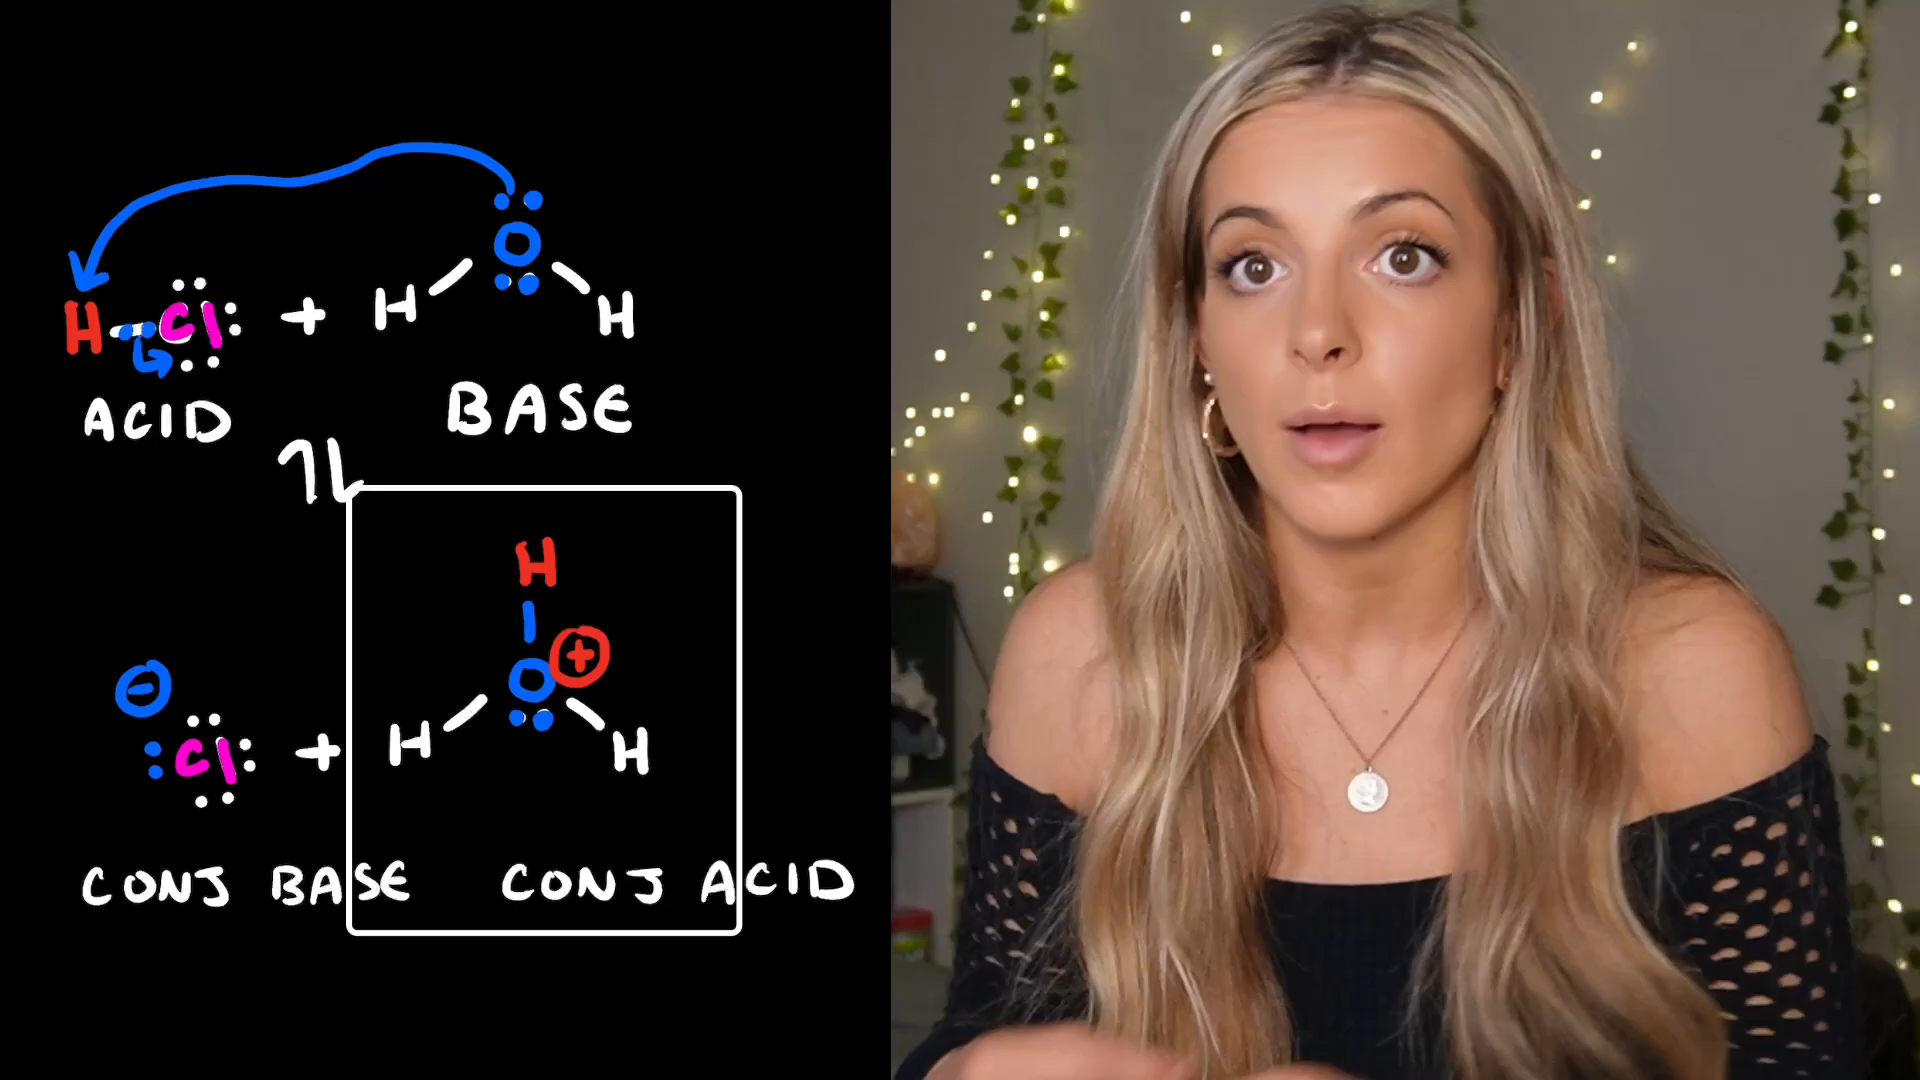 O
H-Cl + H H
ACID BASE
⇌
H
⊖ O ⊕
Cl + H H
CONJ BASE CONJ ACID